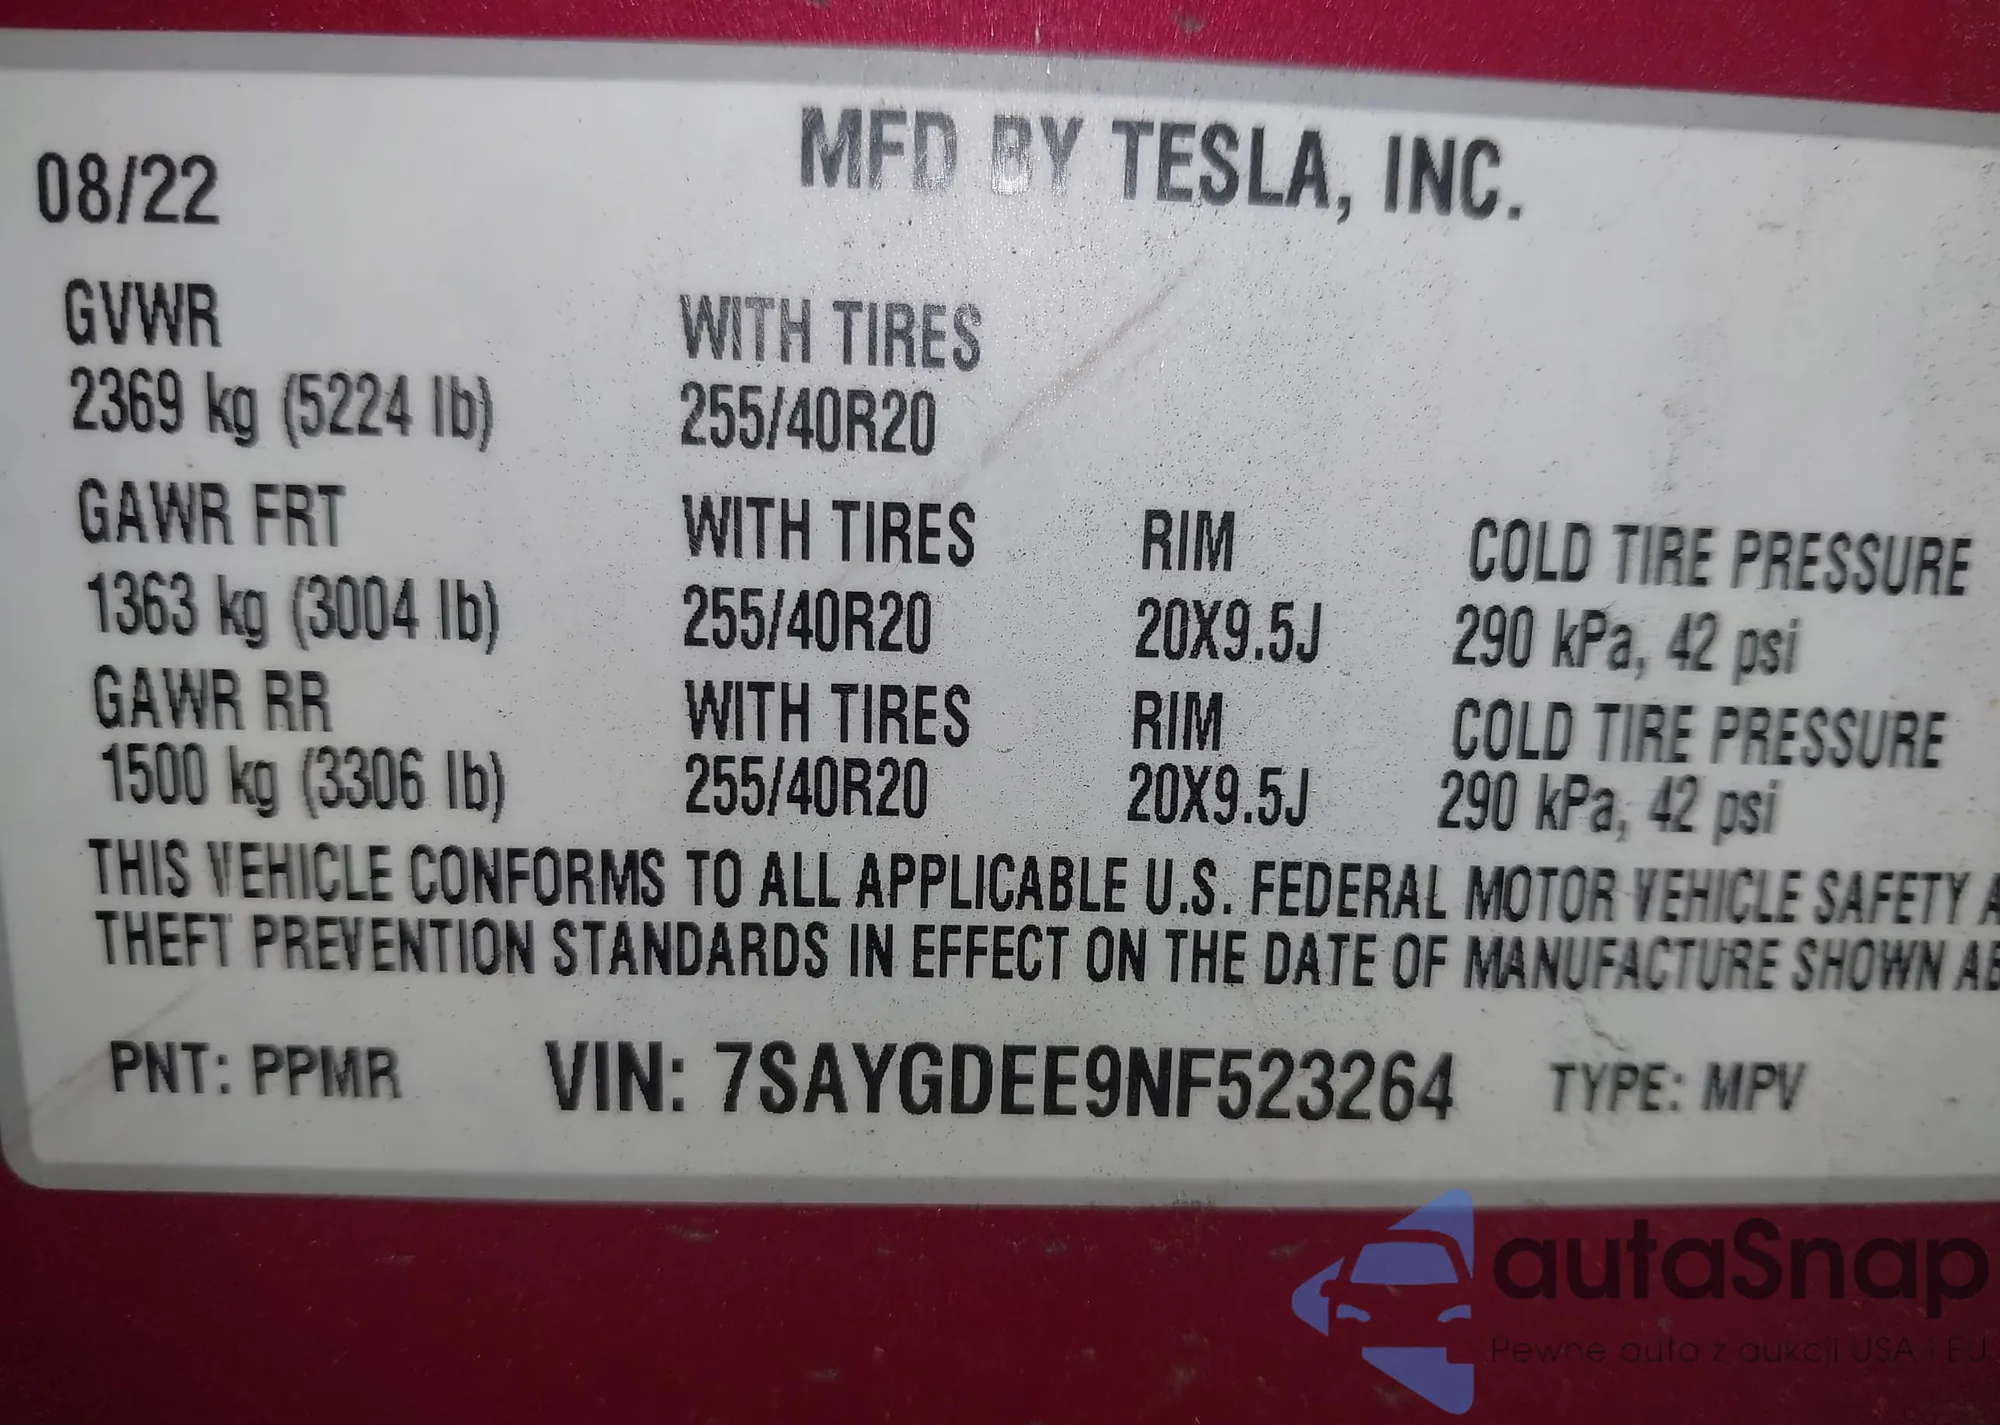 MFD BY TESLA, INC.
08/22
GVWR WITH TIRES
2369 kg (5224 lb) 255/40R20
GAWR FRT WITH TIRES RIM COLD TIRE PRESSURE
1363 kg (3004 lb) 255/40R20 20X9.5J 290 kPa, 42 psi
GAWR RR WITH TIRES RIM COLD TIRE PRESSURE
1500 kg (3306 lb) 255/40R20 20X9.5J 290 kPa, 42 psi
THIS VEHICLE CONFORMS TO ALL APPLICABLE U.S. FEDERAL MOTOR VEHICLE SAFETY A
THEFT PREVENTION STANDARDS IN EFFECT ON THE DATE OF MANUFACTURE SHOWN AB
PNT: PPMR VIN: 7SAYGDEE9NF523264 TYPE: MPV
autaSnap
Pewne auta z aukcji USA i EU